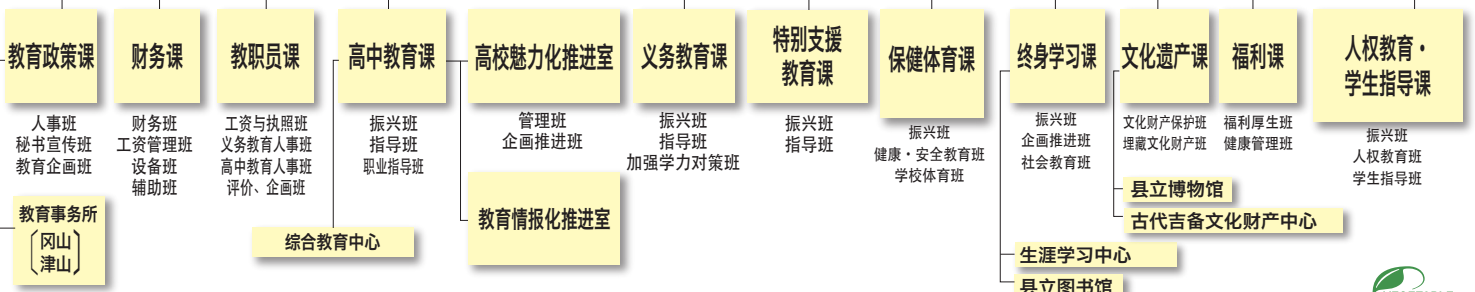 教育政策课
人事班
秘书宣传班
教育企画班
教育事务所
冈山
津山
财务课
财务班
工资管理班
设备班
辅助班
教职员课
工资与执照班
义务教育人事班
高中教育人事班
评价、企画班
高中教育课
振兴班
指导班
职业指导班
综合教育中心
高校魅力化推进室
管理班
企画推进班
教育情报化推进室
义务教育课
振兴班
指导班
加强学力对策班
特别支援
教育课
振兴班
指导班
保健体育课
振兴班
健康・安全教育班
学校体育班
终身学习课
振兴班
企画推进班
社会教育班
生涯学习中心
县立图书馆
文化遗产课
文化财产保护班
埋藏文化财产班
县立博物馆
古代吉备文化财产中心
福利课
福利厚生班
健康管理班
人权教育・
学生指导课
振兴班
人权教育班
学生指导班